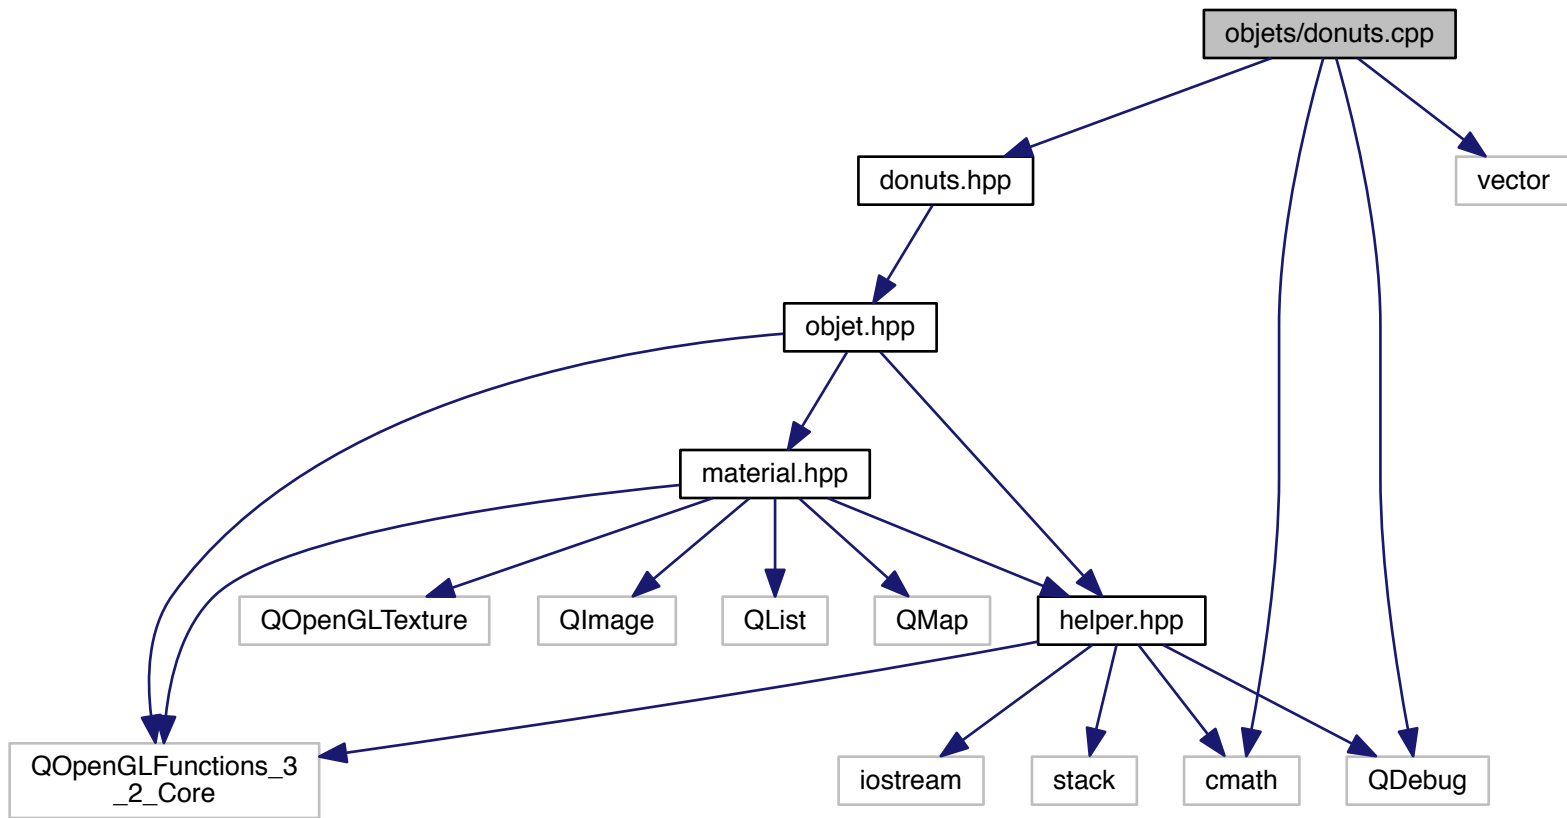 objets/donuts.cpp
donuts.hpp
vector
objet.hpp
material.hpp
QOpenGLTexture
QImage
QList
QMap
helper.hpp
QOpenGLFunctions_3
_2_Core
iostream
stack
cmath
QDebug